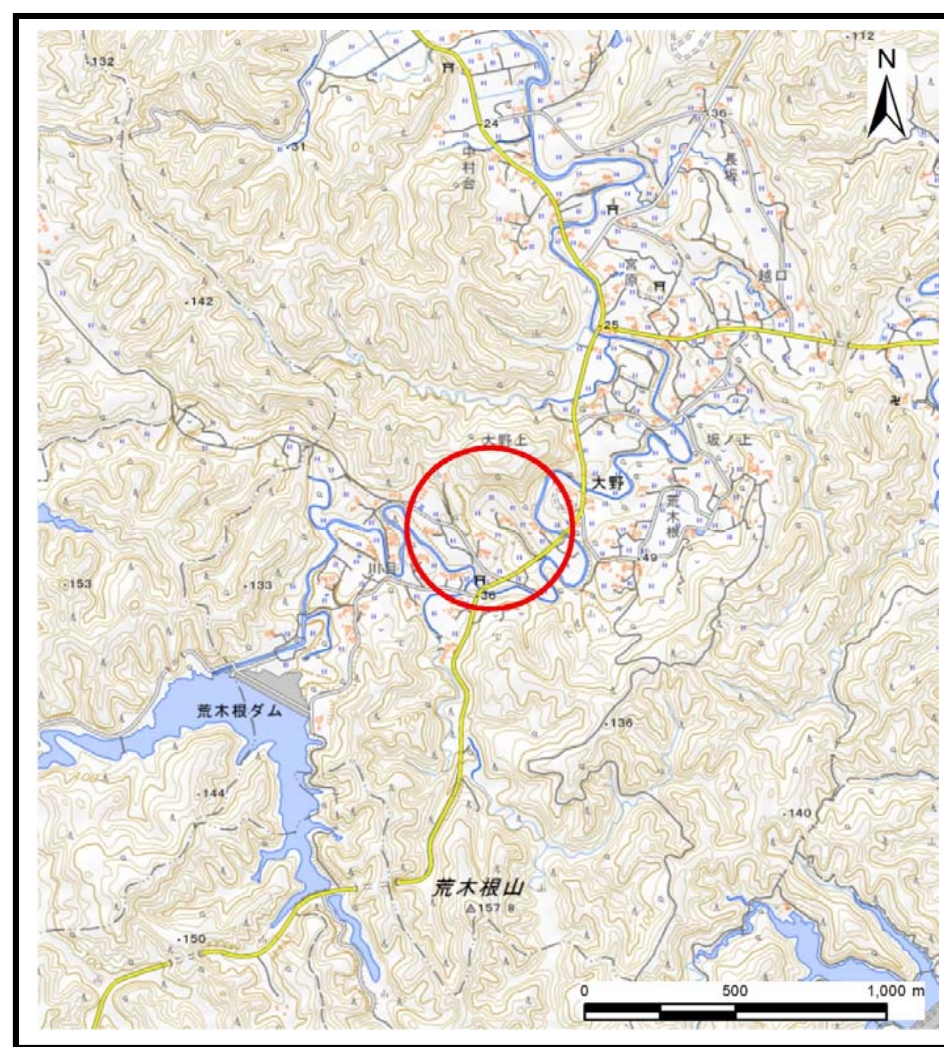 ・112
・132
N
・24
・36
・31
中村台
長坂
宮原
越口
・142
・25
大野上
坂ノ上
大野
荒木根
・49
・153
・133
川目
・36
荒木根ダム
・136
・144
・140
荒木根山
△157.8
・150
0 500 1,000 m